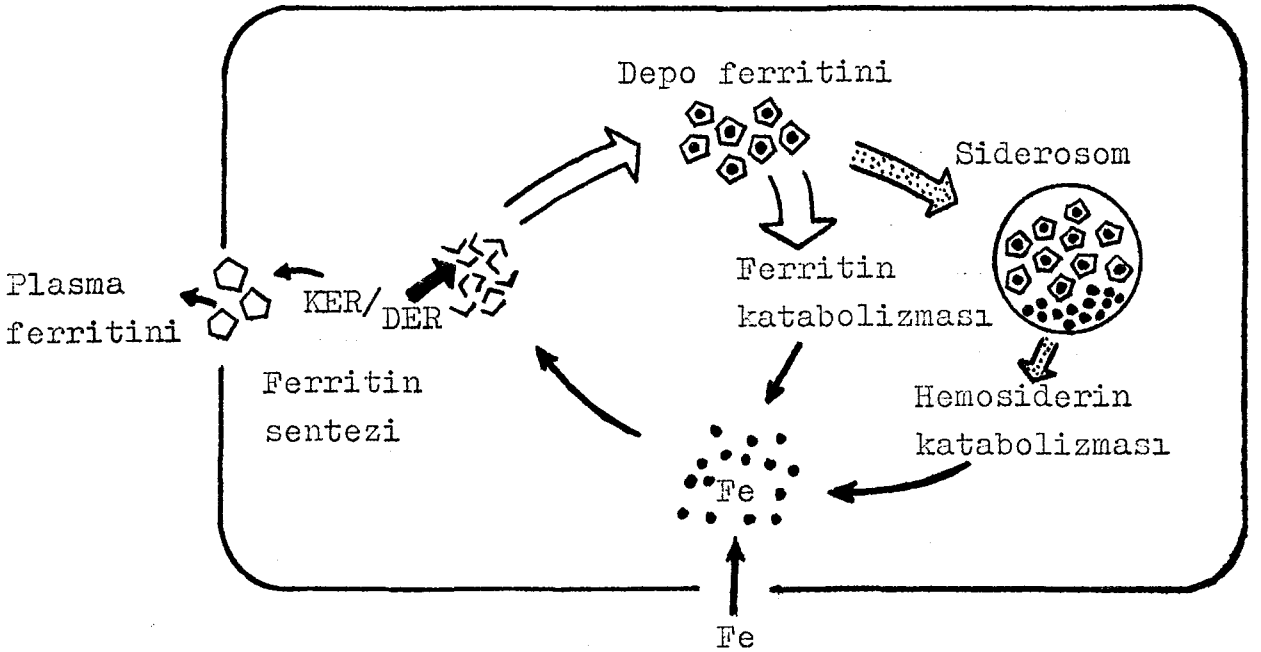 Depo ferritini
Siderosom
Plasma
ferritini
KER/DER
Ferritin
sentezi
Ferritin
katabolizması
Hemosiderin
katabolizması
Fe
Fe